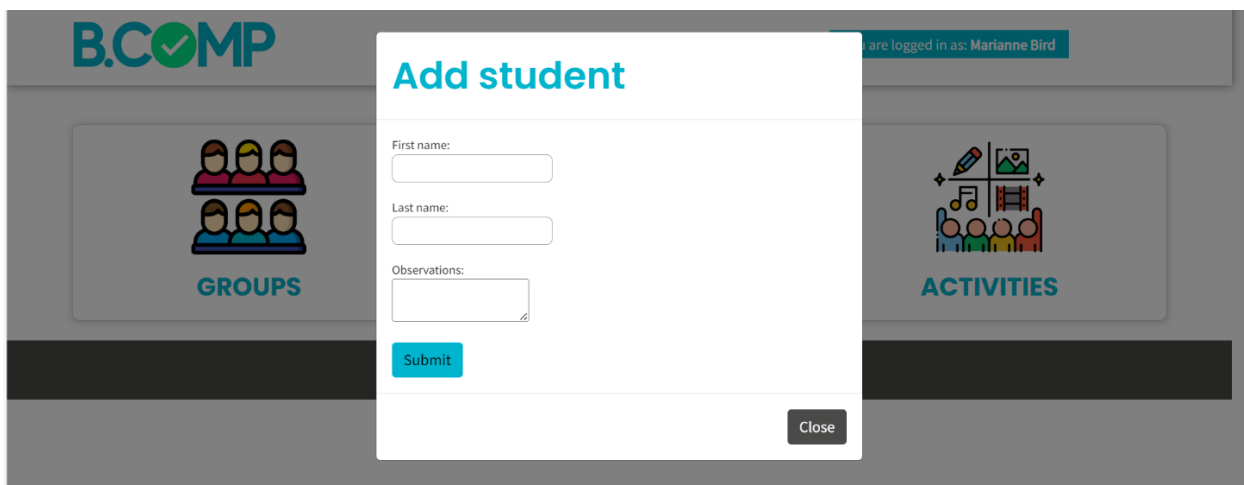 B.COMP
are logged in as: Marianne Bird
Add student
First name:
Last name:
Observations:
Submit
Close
GROUPS
ACTIVITIES